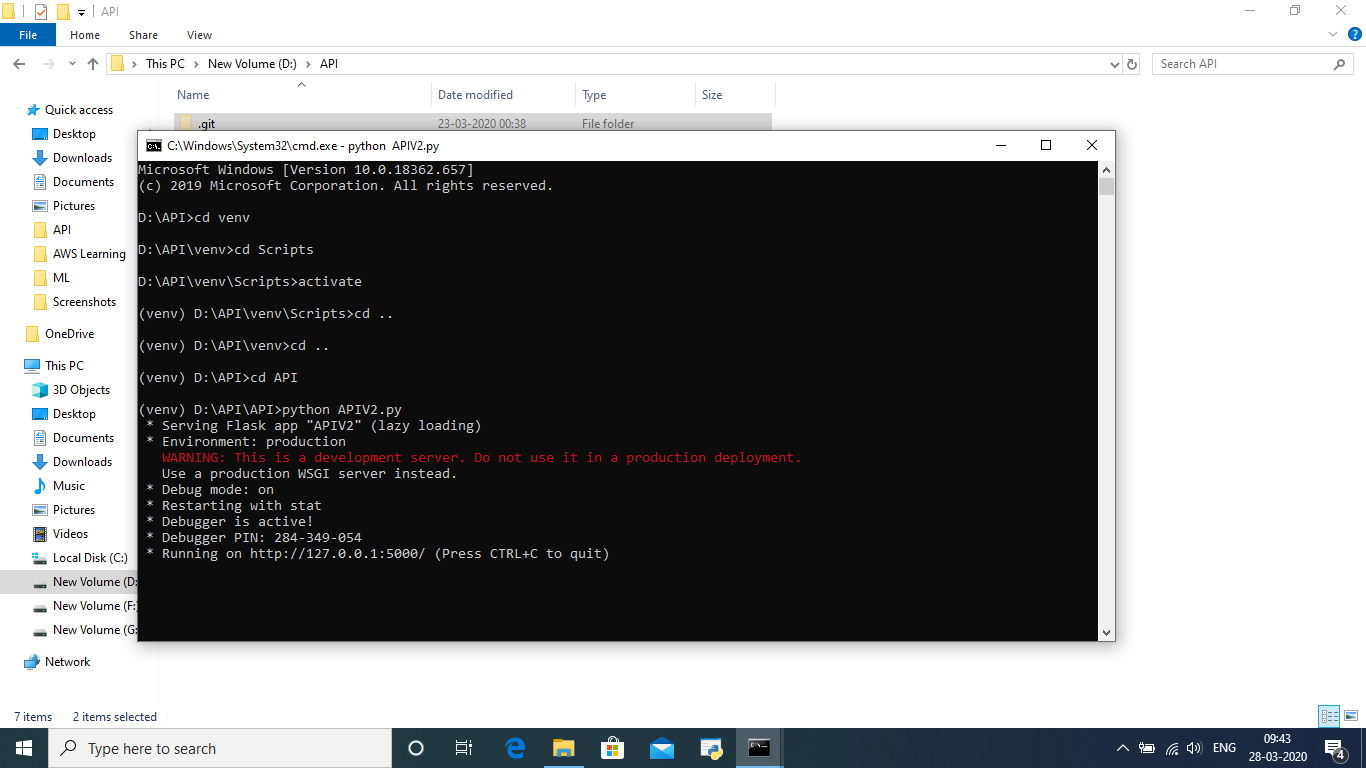 API
File Home Share View
This PC New Volume (D:) API
Search API
Name Date modified Type Size
.git 23-03-2020 00:38 File folder
Quick access
Desktop
Downloads
Documents
Pictures
API
AWS Learning
ML
Screenshots
OneDrive
This PC
3D Objects
Desktop
Documents
Downloads
Music
Pictures
Videos
Local Disk (C:)
New Volume (D:
New Volume (F:
New Volume (G:
Network
C:\Windows\System32\cmd.exe - python  APIV2.py
Microsoft Windows [Version 10.0.18362.657]
(c) 2019 Microsoft Corporation. All rights reserved.
D:\API>cd venv
D:\API\venv>cd Scripts
D:\API\venv\Scripts>activate
(venv) D:\API\venv\Scripts>cd ..
(venv) D:\API\venv>cd ..
(venv) D:\API>cd API
(venv) D:\API\API>python APIV2.py
* Serving Flask app "APIV2" (lazy loading)
* Environment: production
WARNING: This is a development server. Do not use it in a production deployment.
Use a production WSGI server instead.
* Debug mode: on
* Restarting with stat
* Debugger is active!
* Debugger PIN: 284-349-054
* Running on http://127.0.0.1:5000/ (Press CTRL+C to quit)
7 items 2 items selected
Type here to search
ENG
09:43
28-03-2020
4